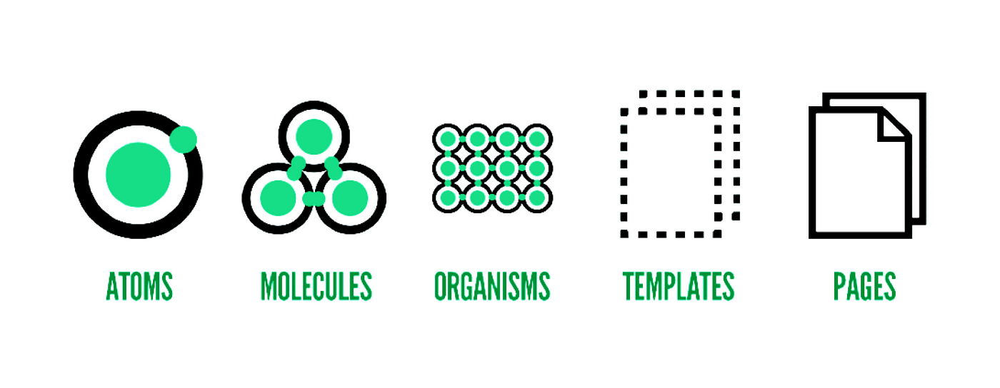 ATOMS MOLECULES ORGANISMS TEMPLATES PAGES